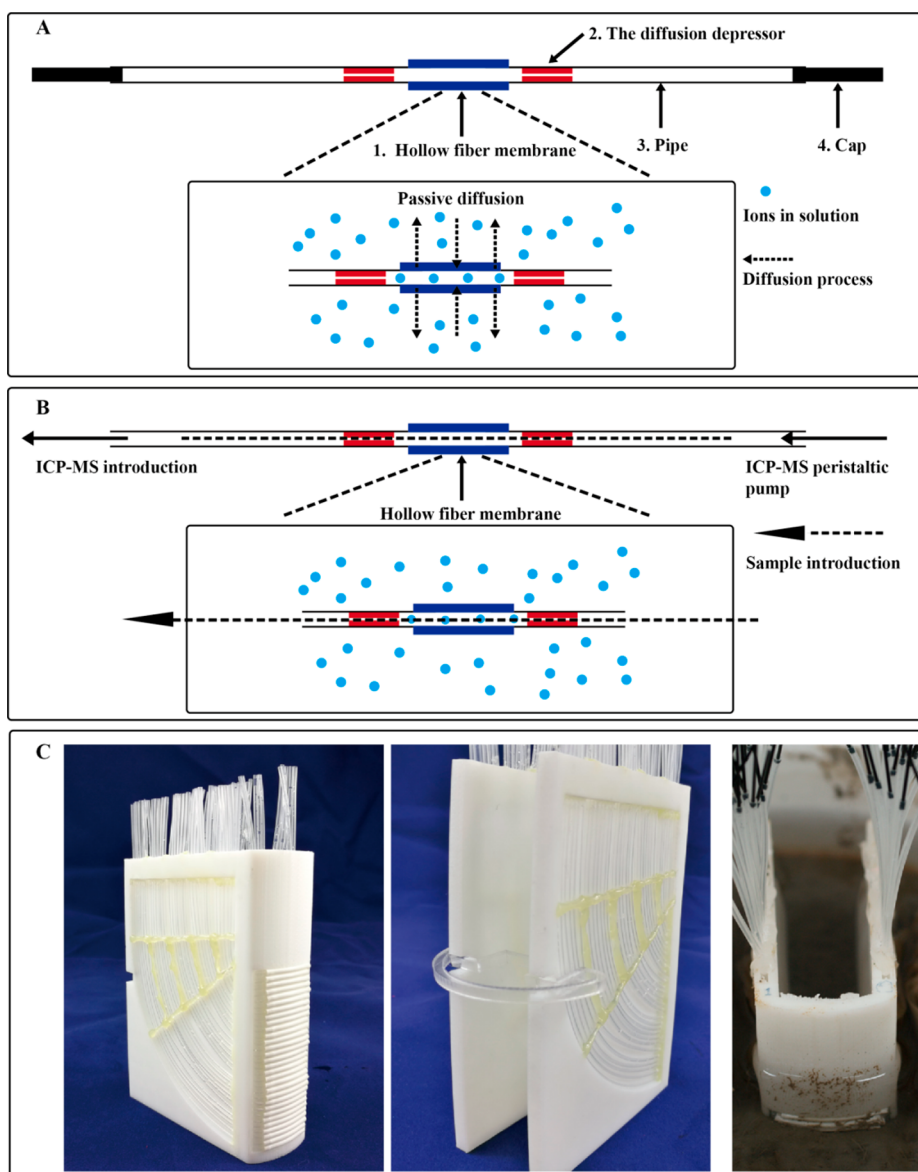 A
2. The diffusion depressor
1. Hollow fiber membrane
3. Pipe
4. Cap
Passive diffusion
Ions in solution
Diffusion process
B
ICP-MS introduction
ICP-MS peristaltic
pump
Hollow fiber membrane
Sample introduction
C